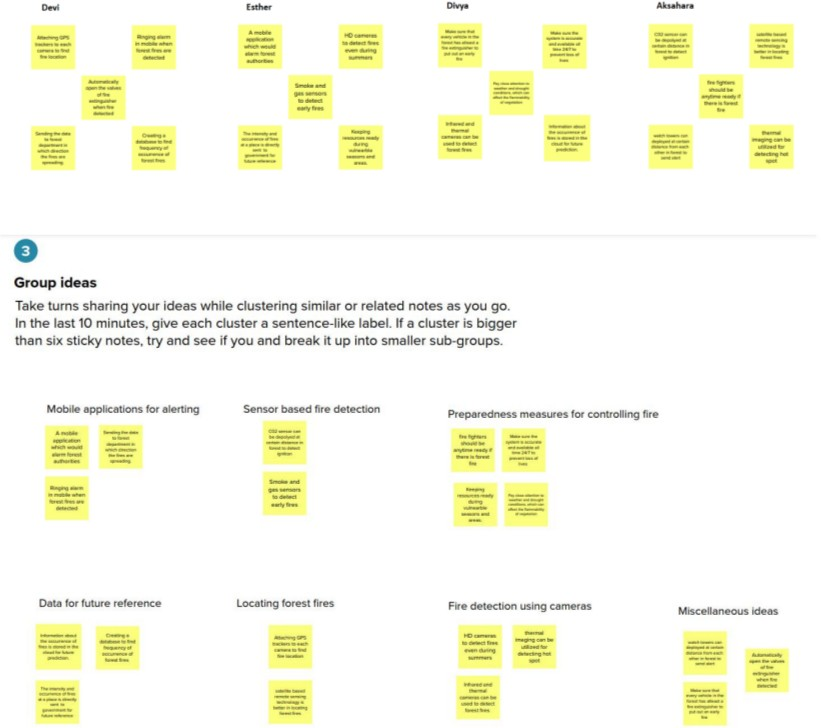 Devi
Esther
Divya
Aksahara
Attaching GPS
trackers to each
camera to find
fire location
Ringing alarm
in mobile when
forest fires are
detected
Automatically
open the valves
of fire
extinguisher
when fire
detected
Sending the data
to forest
department in
which direction
the fires are
spreading
Creating a
database to find
frequency of
occurrence of
forest fires
A mobile
application
which would
alarm forest
authorities
HD cameras
to detect fires
even during
summers
Smoke and
gas sensors
to detect
early fires
The intensity and
occurrence of fires
at a place is directly
sent to
government for
future reference
Keeping
resources ready
during
vulnearble
seasons and
areas.
Make sure that
every vehicle in the
forest has atleast a
fire extinguisher to
put out an early
fire
Make sure the
system is accurate
and available all
time 24/7 to
prevent loss of
lives
Pay close attention to
weather and drought
conditions, which can
affect the flammability
of vegetation
Infrared and
thermal
cameras can be
used to detect
forest fires
Information about
the occurrence of
fires is stored in the
cloud for future
prediction.
CO2 sensor can
be deployed at
certain distance in
forest to detect
ignition
satellite based
remote sensing
technology is
better in locating
forest fires
fire fighters
should be
anytime ready if
there is forest
fire
watch towers can
deployed at certain
distance from each
other in forest to
send alert
thermal
imaging can be
utilized for
detecting hot
spot
3
Group ideas
Take turns sharing your ideas while clustering similar or related notes as you go.
In the last 10 minutes, give each cluster a sentence-like label. If a cluster is bigger
than six sticky notes, try and see if you and break it up into smaller sub-groups.
Mobile applications for alerting
A mobile
application
which would
alarm forest
authorities
Sending the data
to forest
department in
which direction
the fires are
spreading
Ringing alarm
in mobile when
forest fires are
detected
Sensor based fire detection
CO2 sensor can
be deployed at
certain distance in
forest to detect
ignition
Smoke and
gas sensors
to detect
early fires
Preparedness measures for controlling fire
fire fighters
should be
anytime ready if
there is forest
fire
Make sure the
system is accurate
and available all
time 24/7 to
prevent loss of
lives
Keeping
resources ready
during
vulnearble
seasons and
areas.
Pay close attention to
weather and drought
conditions, which can
affect the flammability
of vegetation
Data for future reference
Information about
the occurrence of
fires is stored in the
cloud for future
prediction.
Creating a
database to find
frequency of
occurrence of
forest fires
The intensity and
occurrence of fires
at a place is directly
sent to
government for
future reference
Locating forest fires
Attaching GPS
trackers to each
camera to find
fire location
satellite based
remote sensing
technology is
better in locating
forest fires
Fire detection using cameras
HD cameras
to detect fires
even during
summers
thermal
imaging can be
utilized for
detecting hot
spot
Infrared and
thermal
cameras can be
used to detect
forest fires
Miscellaneous ideas
watch towers can
deployed at certain
distance from each
other in forest to
send alert
Automatically
open the valves
of fire
extinguisher
when fire
detected
Make sure that
every vehicle in the
forest has atleast a
fire extinguisher to
put out an early
fire